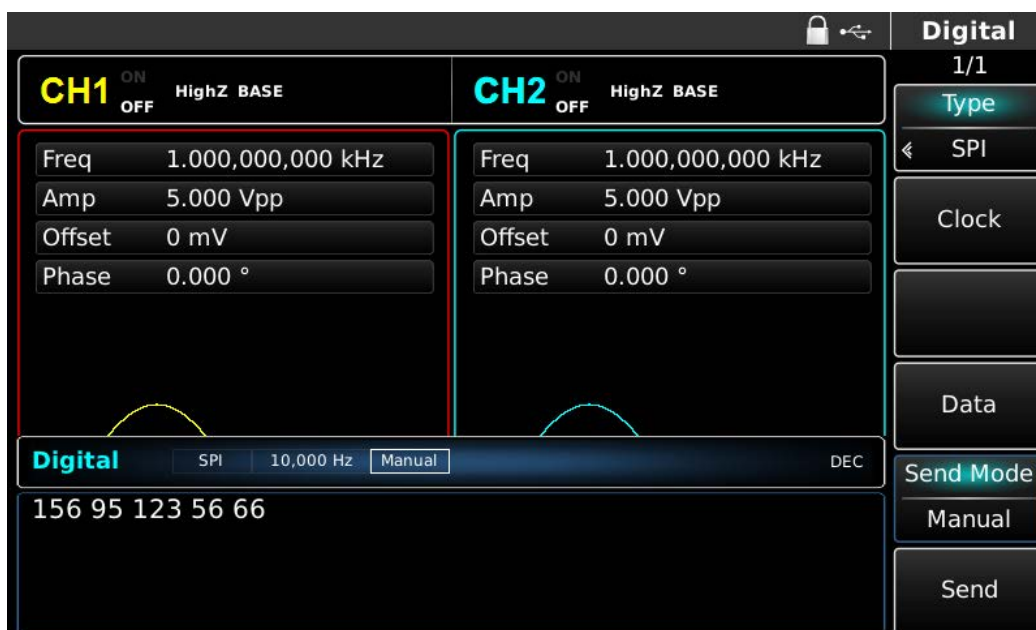 Digital
1/1
CH1 ON OFF HighZ BASE
CH2 ON OFF HighZ BASE
Type
SPI
Freq 1.000,000,000 kHz
Amp 5.000 Vpp
Offset 0 mV
Phase 0.000 °
Freq 1.000,000,000 kHz
Amp 5.000 Vpp
Offset 0 mV
Phase 0.000 °
Clock
Data
Digital SPI 10,000 Hz Manual DEC
156 95 123 56 66
Send Mode
Manual
Send